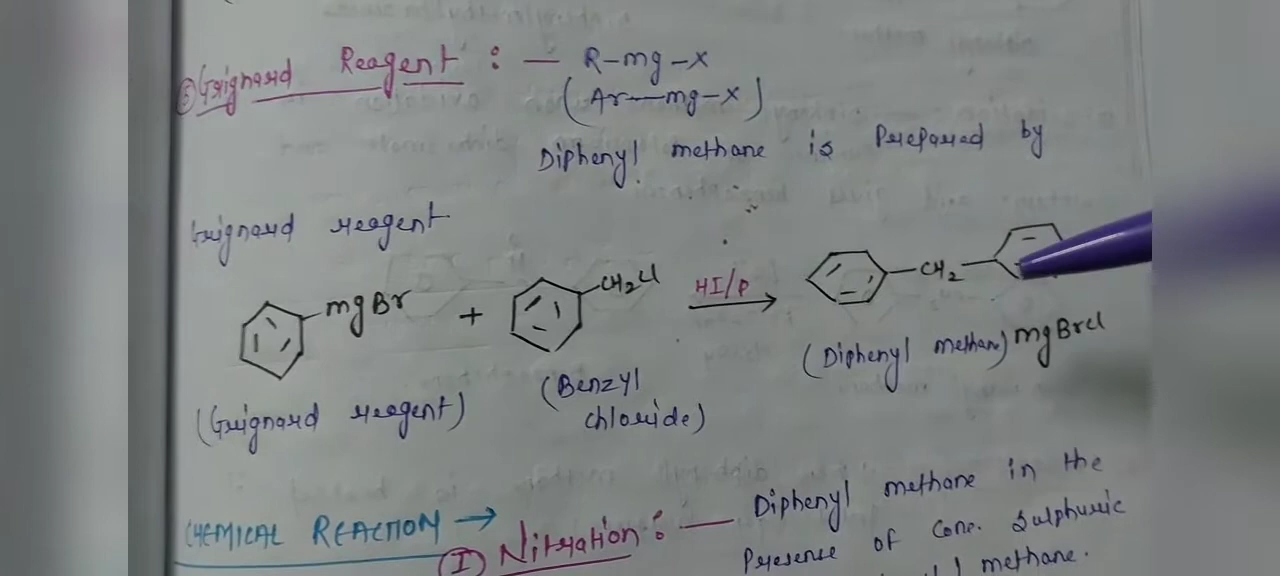 Grignard Reagent : — R-mg-X
(Ar-mg-X)
Diphenyl methane is Prepared by
Grignard reagent
mgBr + CH2Cl HI/P CH2
(Grignard reagent) (Benzyl chloride) (Diphenyl methan) mgBrCl
CHEMICAL REACTION → (I) Nitration : — Diphenyl methane in the
Presence of Conc. Sulphuric
methane.